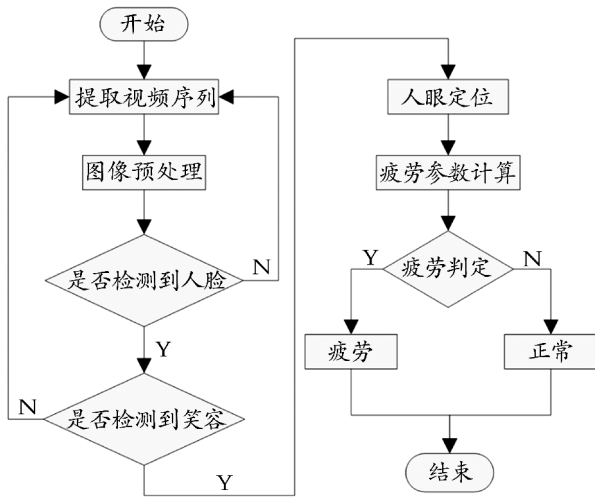 开始
提取视频序列
图像预处理
是否检测到人脸
N
Y
是否检测到笑容
N
Y
人眼定位
疲劳参数计算
疲劳判定
Y
N
疲劳
正常
结束